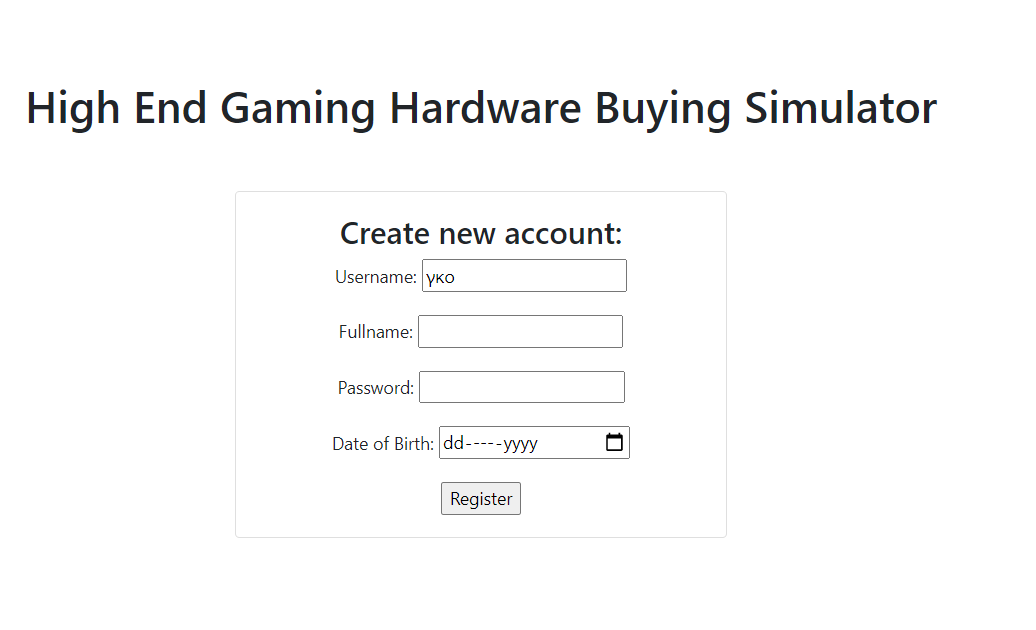 High End Gaming Hardware Buying Simulator
Create new account:
Username: γκο
Fullname:
Password:
Date of Birth: dd-----yyyy
Register